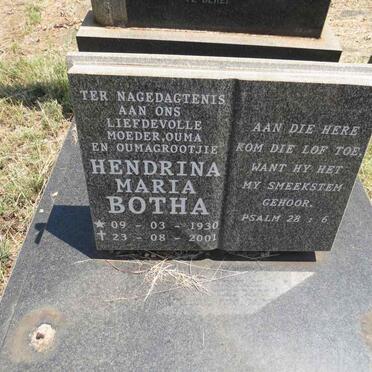 TER NAGEDAGTENIS
AAN ONS
LIEFDEVOLLE
MOEDER, OUMA
EN OUMAGROOTJIE
HENDRINA
MARIA
BOTHA
★ 09 - 03 - 1930
✝ 23 - 08 - 2001
AAN DIE HERE
KOM DIE LOF TOE,
WANT HY HET
MY SMEEKSTEM
GEHOOR.
PSALM 28 : 6